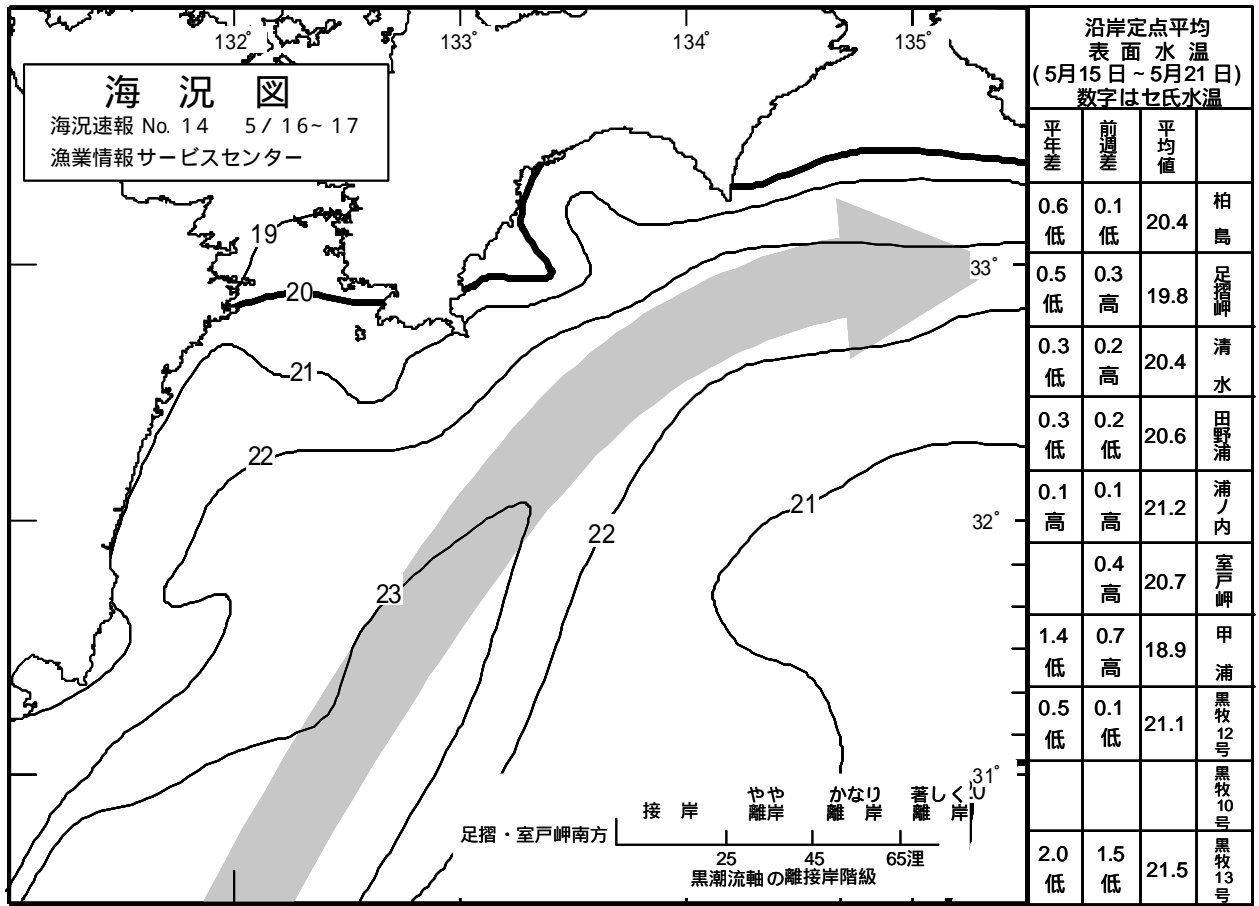 132°
133°
134°
135°
海 況 図
海況速報 No. 14 5/ 16~ 17
漁業情報サービスセンター
19
20
33°
21
22
21
32°
22
23
31°
接 岸
やや
離岸
かなり
離 岸
著しく
離 岸
足摺・室戸岬南方
25 45 65浬
黒潮流軸の離接岸階級
沿岸定点平均
表 面 水 温
( 5月15 日 ~ 5月21 日)
数字はセ氏水温
平年差 前週差 平均値
0.6低 0.1低 20.4 柏島
0.5低 0.3高 19.8 足摺岬
0.3低 0.2高 20.4 清水
0.3低 0.2低 20.6 田野浦
0.1高 0.1高 21.2 浦ノ内
0.4高 20.7 室戸岬
1.4低 0.7高 18.9 甲浦
0.5低 0.1低 21.1 黒牧12号
黒牧10号
2.0低 1.5低 21.5 黒牧13号